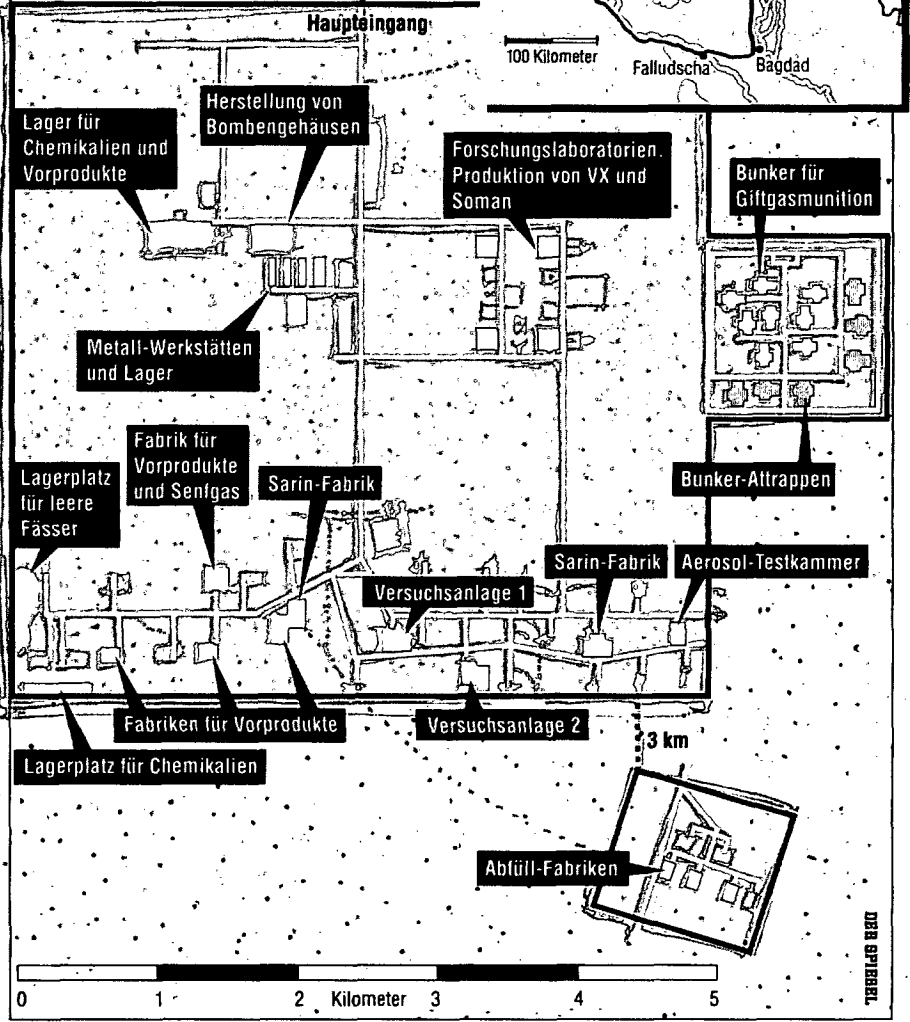 Haupteingang
100 Kilometer
Falludscha
Bagdad
Lager für
Chemikalien und
Vorprodukte
Herstellung von
Bombengehäusen
Forschungslaboratorien.
Produktion von VX und
Soman
Bunker für
Giftgasmunition
Metall-Werkstätten
und Lager
Bunker-Attrappen
Lagerplatz
für leere
Fässer
Fabrik für
Vorprodukte
und Senfgas
Sarin-Fabrik
Sarin-Fabrik
Aerosol-Testkammer
Versuchsanlage 1
Fabriken für Vorprodukte
Versuchsanlage 2
Lagerplatz für Chemikalien
3 km
Abfüll-Fabriken
DER SPIEGEL
0 1 2 Kilometer 3 4 5